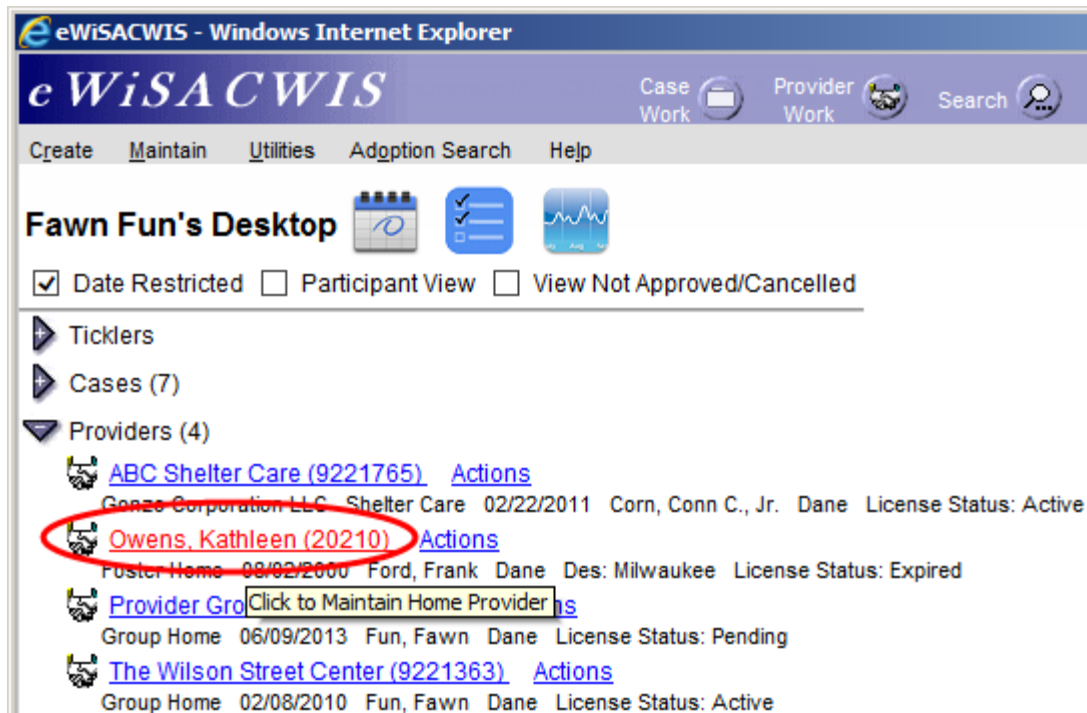 eWiSACWIS - Windows Internet Explorer
e WiSACWIS
Case Work
Provider Work
Search
Create Maintain Utilities Adoption Search Help
Fawn Fun's Desktop
Date Restricted Participant View View Not Approved/Cancelled
Ticklers
Cases (7)
Providers (4)
ABC Shelter Care (9221765) Actions
Gonzo Corporation LLC Shelter Care 02/22/2011 Corn, Conn C., Jr. Dane License Status: Active
Owens, Kathleen (20210) Actions
Foster Home 08/02/2000 Ford, Frank Dane Des: Milwaukee License Status: Expired
Provider Gro
Click to Maintain Home Provider
Group Home 06/09/2013 Fun, Fawn Dane License Status: Pending
The Wilson Street Center (9221363) Actions
Group Home 02/08/2010 Fun, Fawn Dane License Status: Active